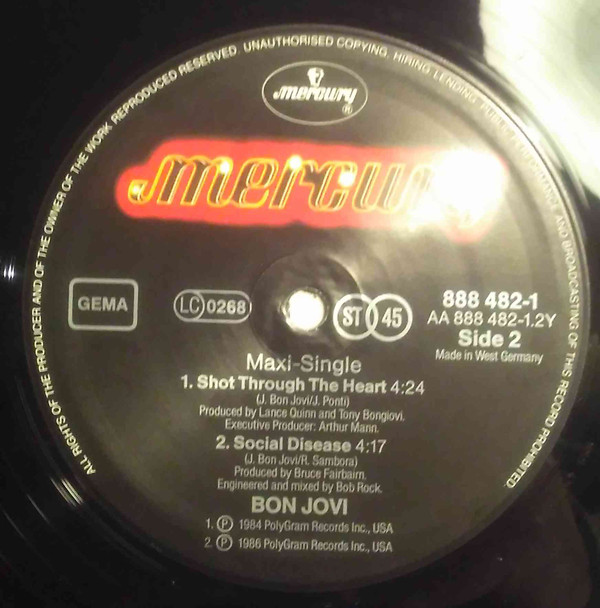 ALL RIGHTS OF THE PRODUCER AND OF THE OWNER OF THE WORK REPRODUCED RESERVED. UNAUTHORISED COPYING, HIRING, LENDING, PUBLIC PERFORMANCE AND BROADCASTING OF THIS RECORD PROHIBITED
mercury ®
mercury
GEMA
LC 0268
ST 45
888 482-1
AA 888 482-1.2Y
Side 2
Made in West Germany
Maxi-Single
1. Shot Through The Heart 4:24
(J. Bon Jovi/J. Ponti)
Produced by Lance Quinn and Tony Bongiovi.
Executive Producer: Arthur Mann.
2. Social Disease 4:17
(J. Bon Jovi/R. Sambora)
Produced by Bruce Fairbairn.
Engineered and mixed by Bob Rock.
BON JOVI
1. Ⓟ 1984 PolyGram Records Inc., USA
2. Ⓟ 1986 PolyGram Records Inc., USA